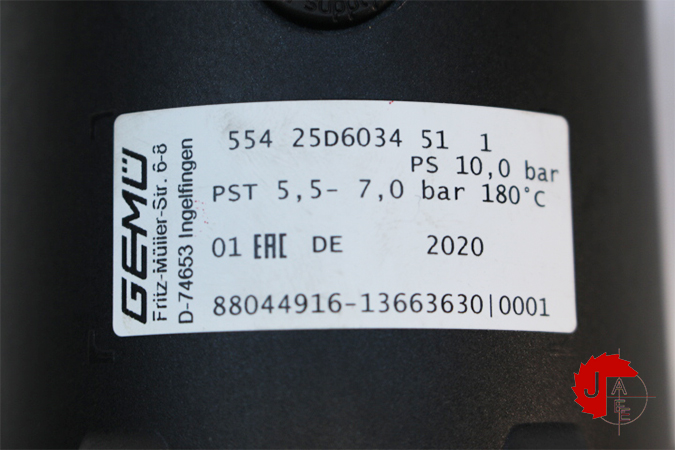 554 25D6034 51 1
PS 10,0 bar
PST 5,5- 7,0 bar 180°C
01 EAC DE 2020
88044916-13663630|0001
GEMÜ
Fritz-Müller-Str. 6-8
D-74653 Ingelfingen
JA